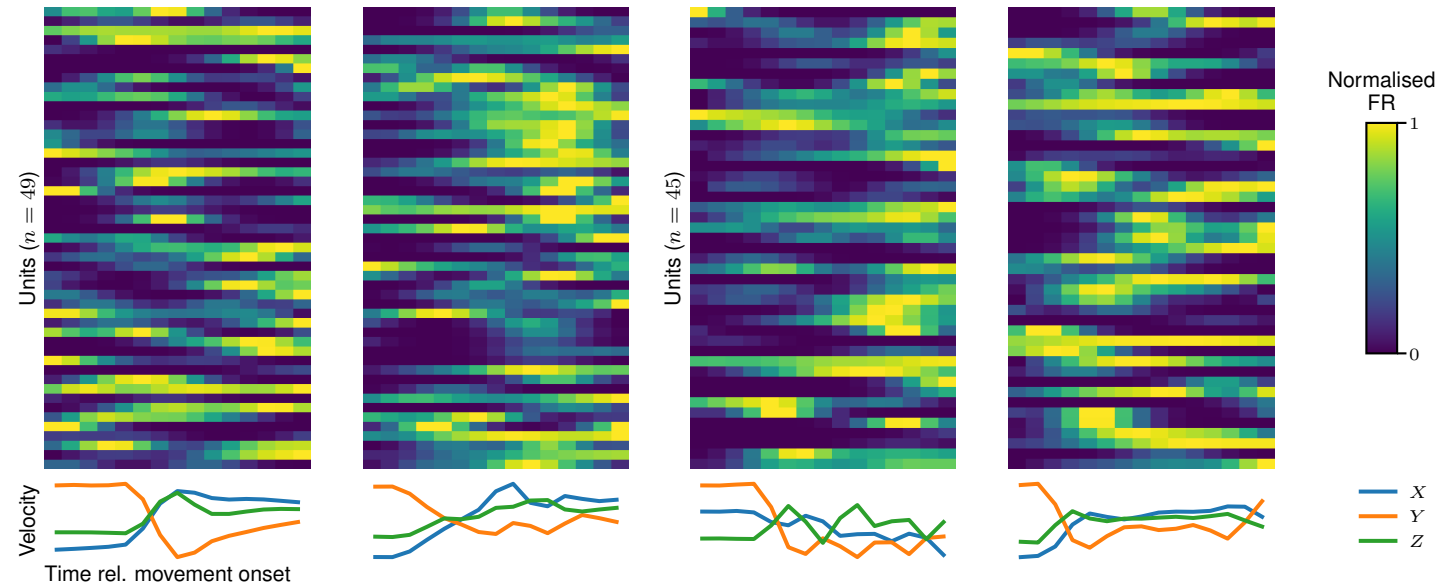 Units (n = 49)
Units (n = 45)
Normalised
FR
1
0
Velocity
Time rel. movement onset
X
Y
Z